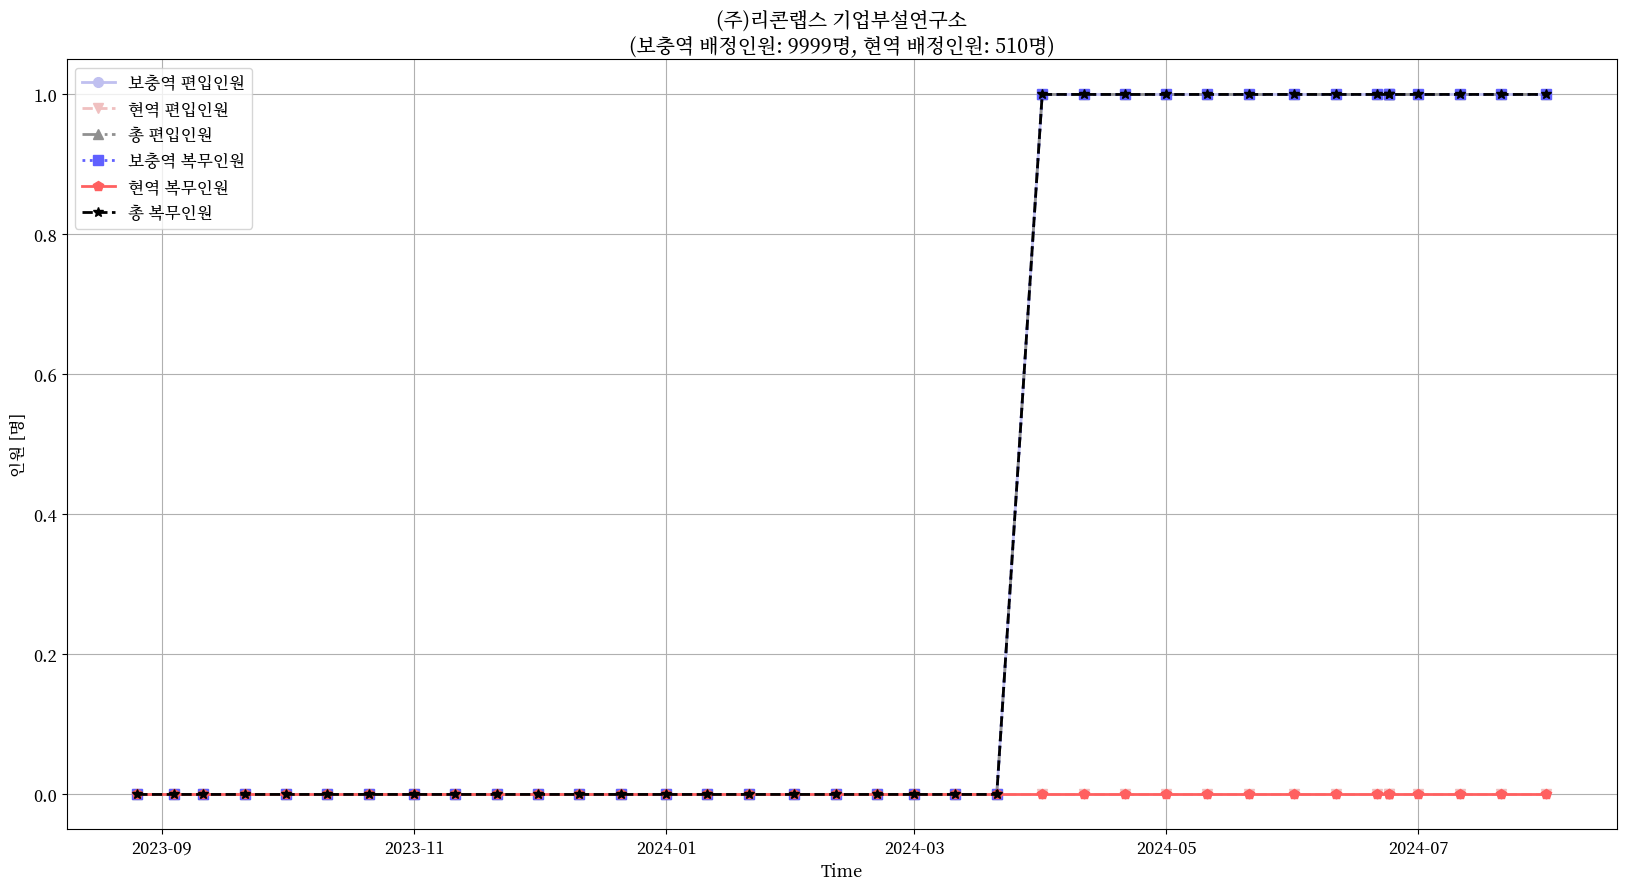 (주)리콘랩스 기업부설연구소
(보충역 배정인원: 9999명, 현역 배정인원: 510명)
보충역 편입인원
현역 편입인원
총 편입인원
보충역 복무인원
현역 복무인원
총 복무인원
1.0
0.8
0.6
0.4
0.2
0.0
인원 [명]
2023-09
2023-11
2024-01
2024-03
2024-05
2024-07
Time